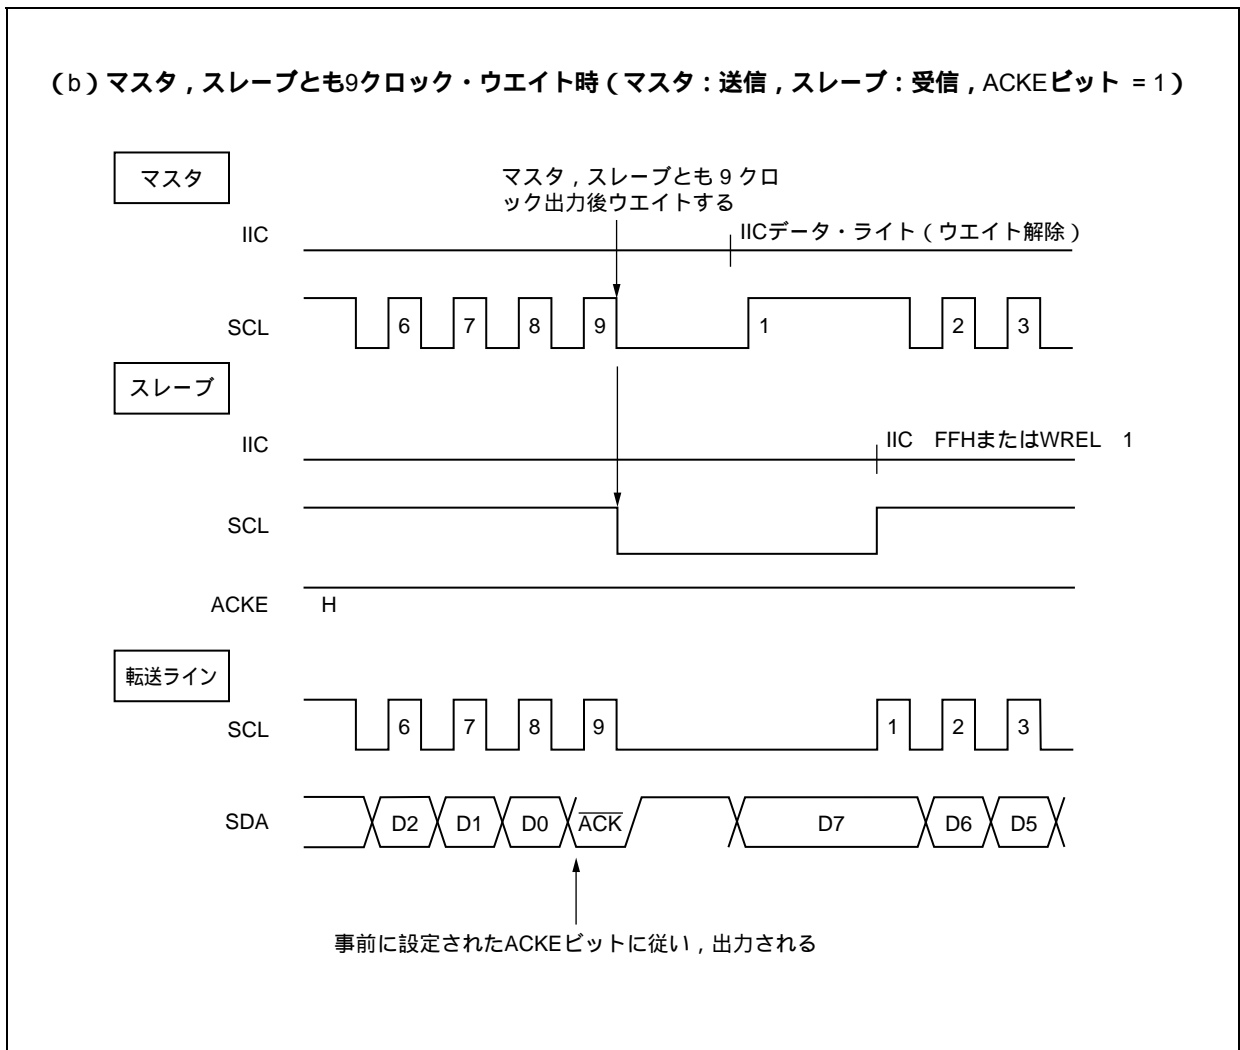 （b）マスタ，スレーブとも9クロック・ウエイト時（マスタ：送信，スレーブ：受信，ACKEビット = 1）
マスタ
マスタ，スレーブとも 9 クロ
ック出力後ウエイトする
IIC
IICデータ・ライト（ウエイト解除）
SCL
6 7 8 9 1 2 3
スレーブ
IIC
IIC FFHまたはWREL 1
SCL
ACKE H
転送ライン
SCL
6 7 8 9 1 2 3
SDA
D2 D1 D0 A̅C̅K̅ D7 D6 D5
事前に設定されたACKEビットに従い，出力される